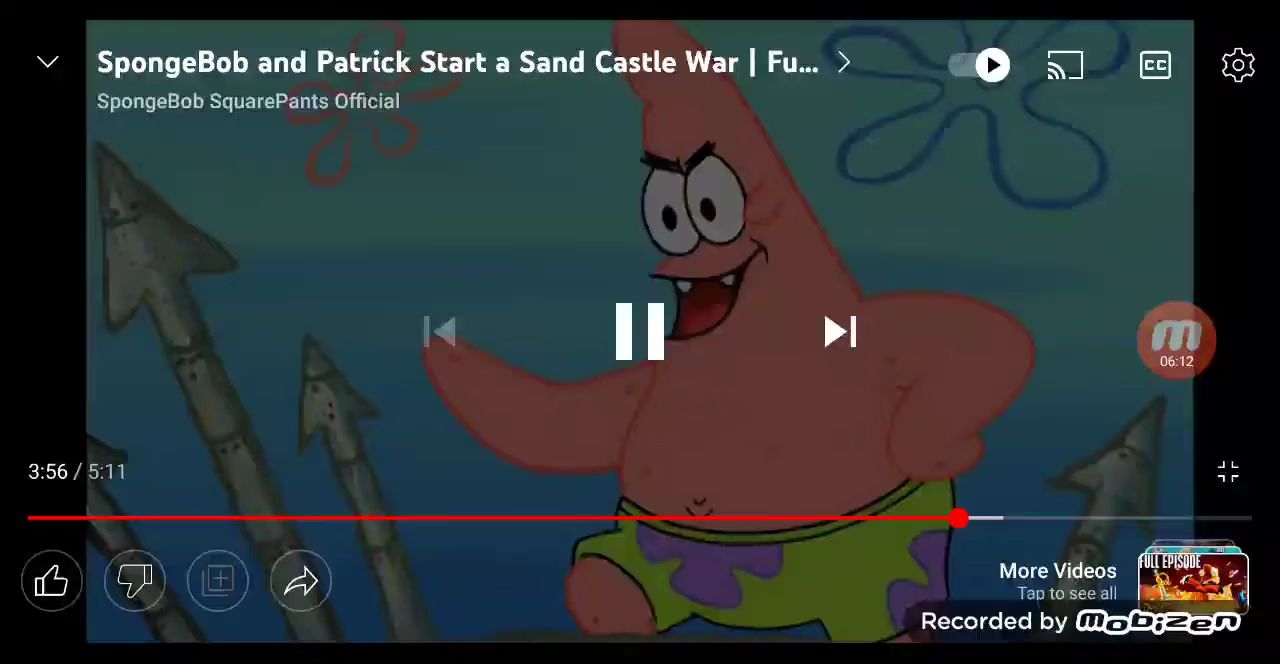 SpongeBob and Patrick Start a Sand Castle War | Fu...
SpongeBob SquarePants Official
CC
m
06:12
3:56 / 5:11
More Videos
Tap to see all
FULL EPISODE
Recorded by mobizen